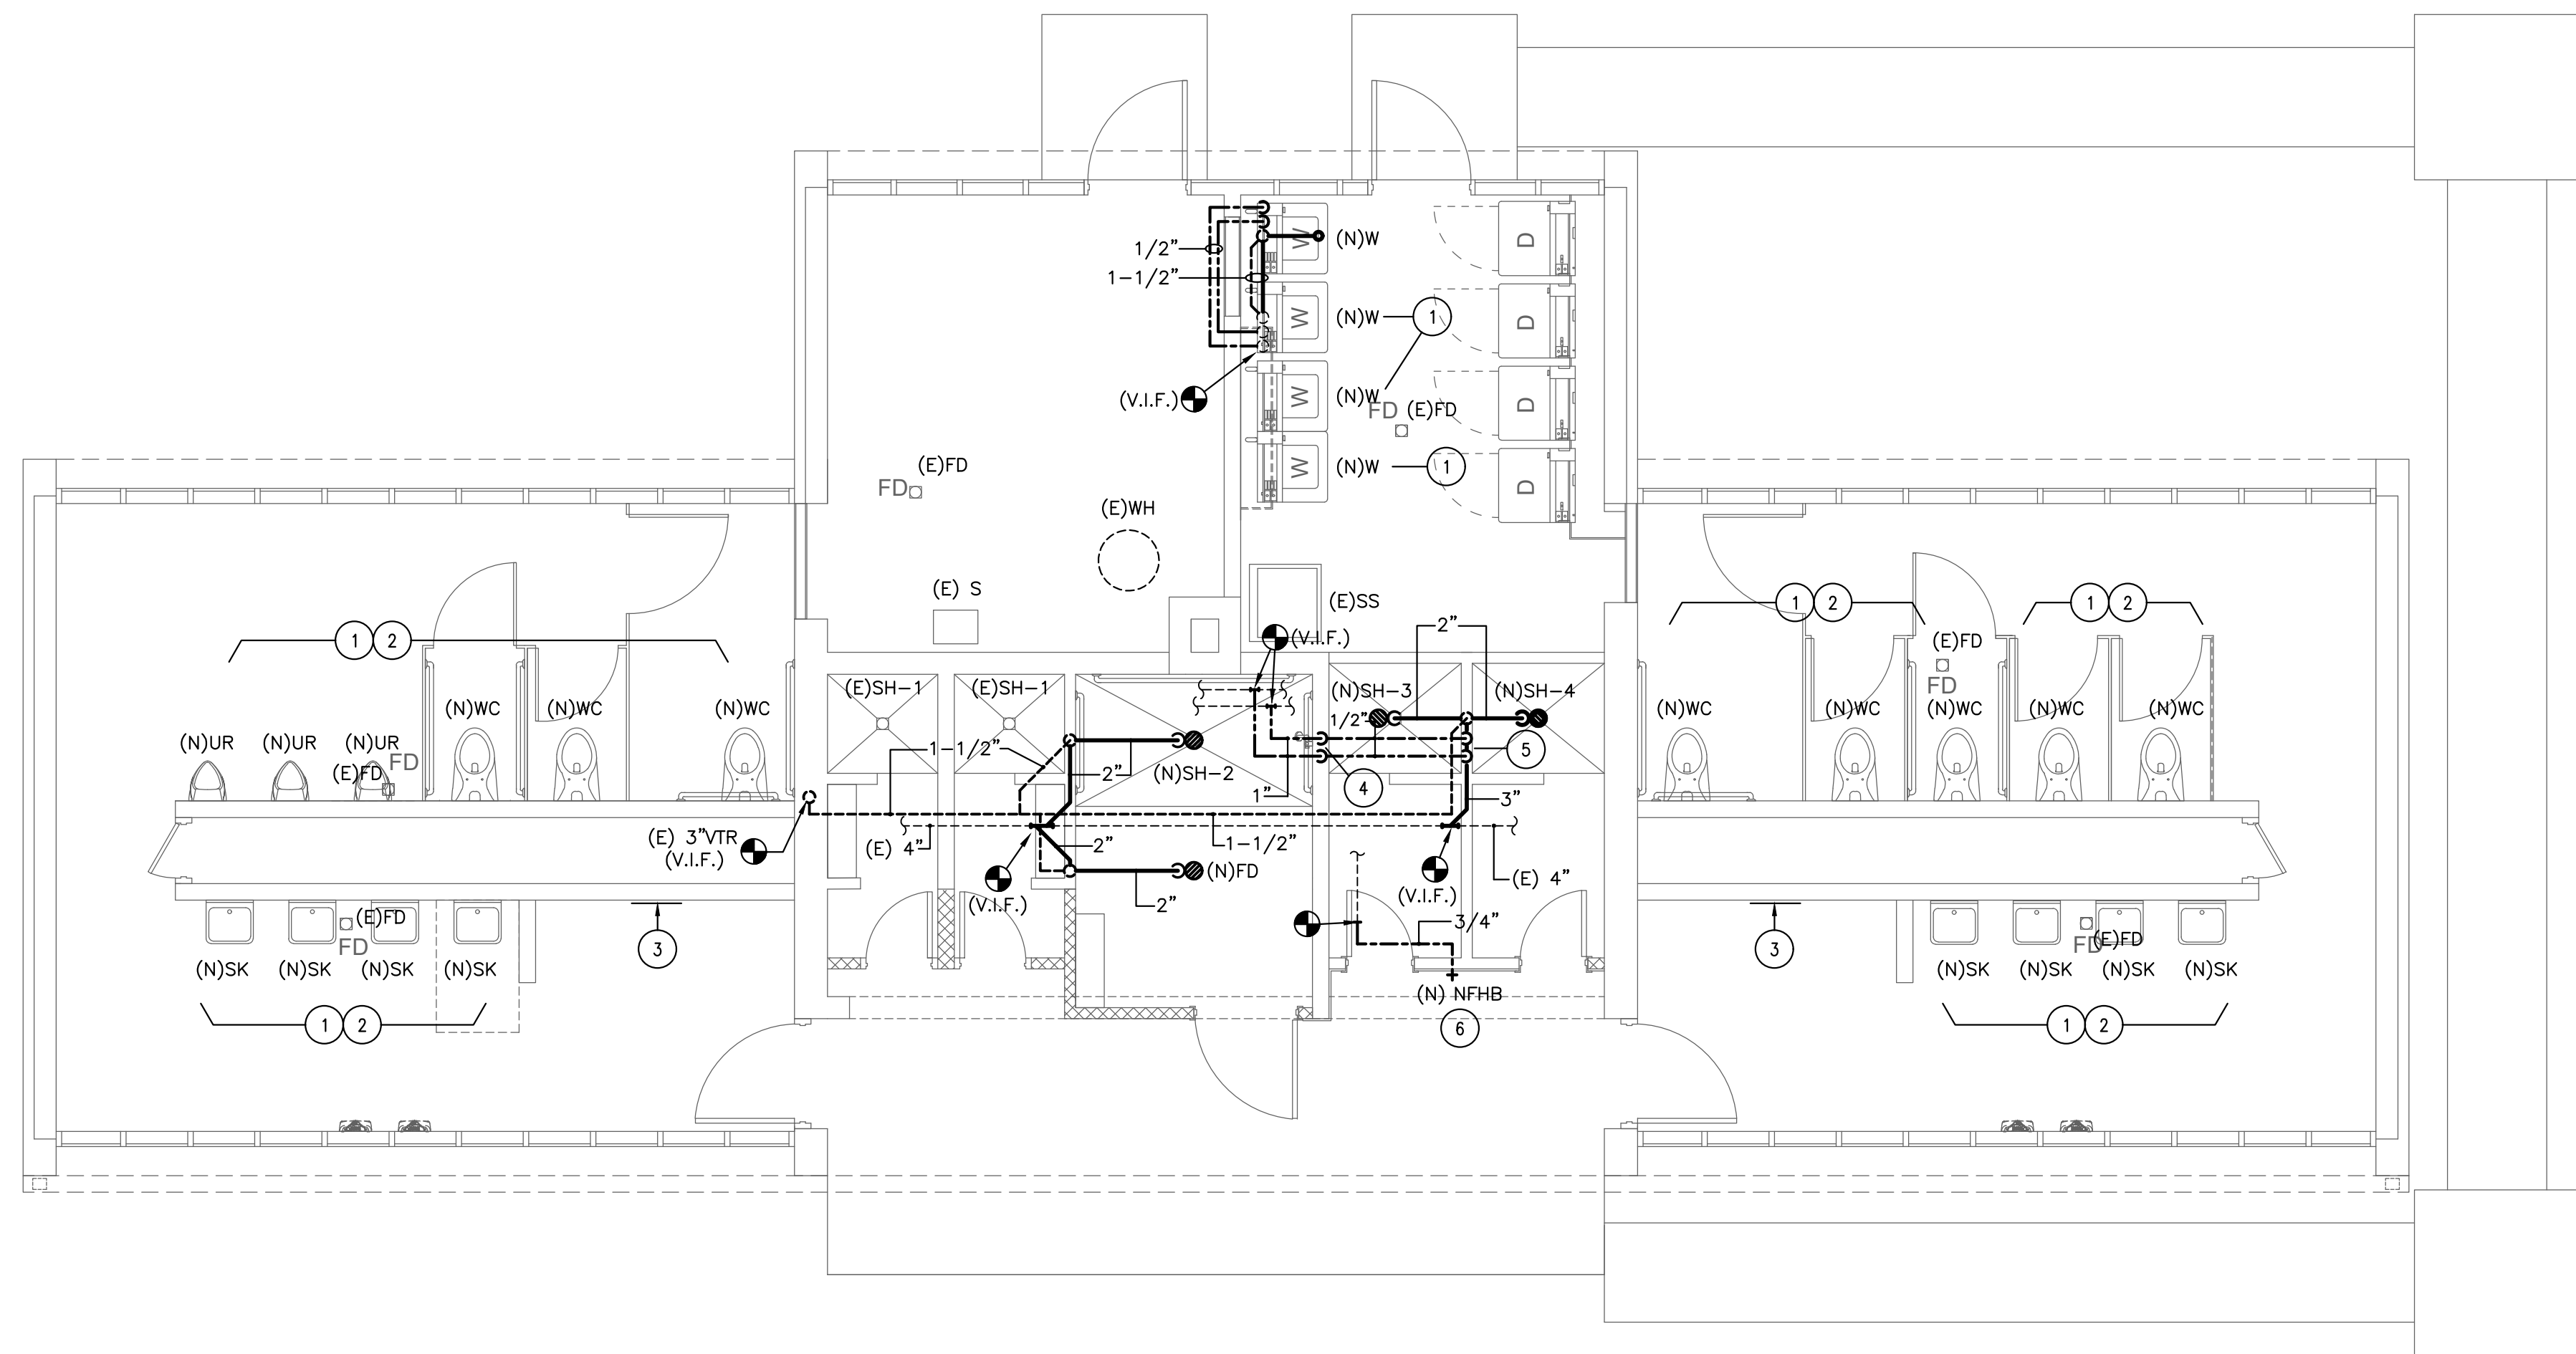 1/2"
1-1/2"
W
(N)W
D
W
(N)W
1
D
(V.I.F.)
W
(N)W
FD
(E)FD
D
W
(N)W
1
D
(E)FD
FD
(E)WH
(E) S
(E)SS
(V.I.F.)
1 2
(N)UR
(N)UR
(N)UR
(E)FD
FD
(N)WC
(N)WC
(N)WC
(E)SH-1
(E)SH-1
1-1/2"
2"
(N)SH-2
1"
2"
(N)SH-3
(N)SH-4
1/2"
5
4
3"
1 2
1 2
(E)FD
FD
(N)WC
(N)WC
(N)WC
(N)WC
(N)WC
(E) 3"VTR
(V.I.F.)
(E) 4"
2"
1-1/2"
(V.I.F.)
(N)FD
2"
(V.I.F.)
(E) 4"
3/4"
(N) NFHB
6
(E)FD
FD
3
(N)SK
(N)SK
(N)SK
(N)SK
1 2
3
FD
(E)FD
(N)SK
(N)SK
(N)SK
(N)SK
1 2